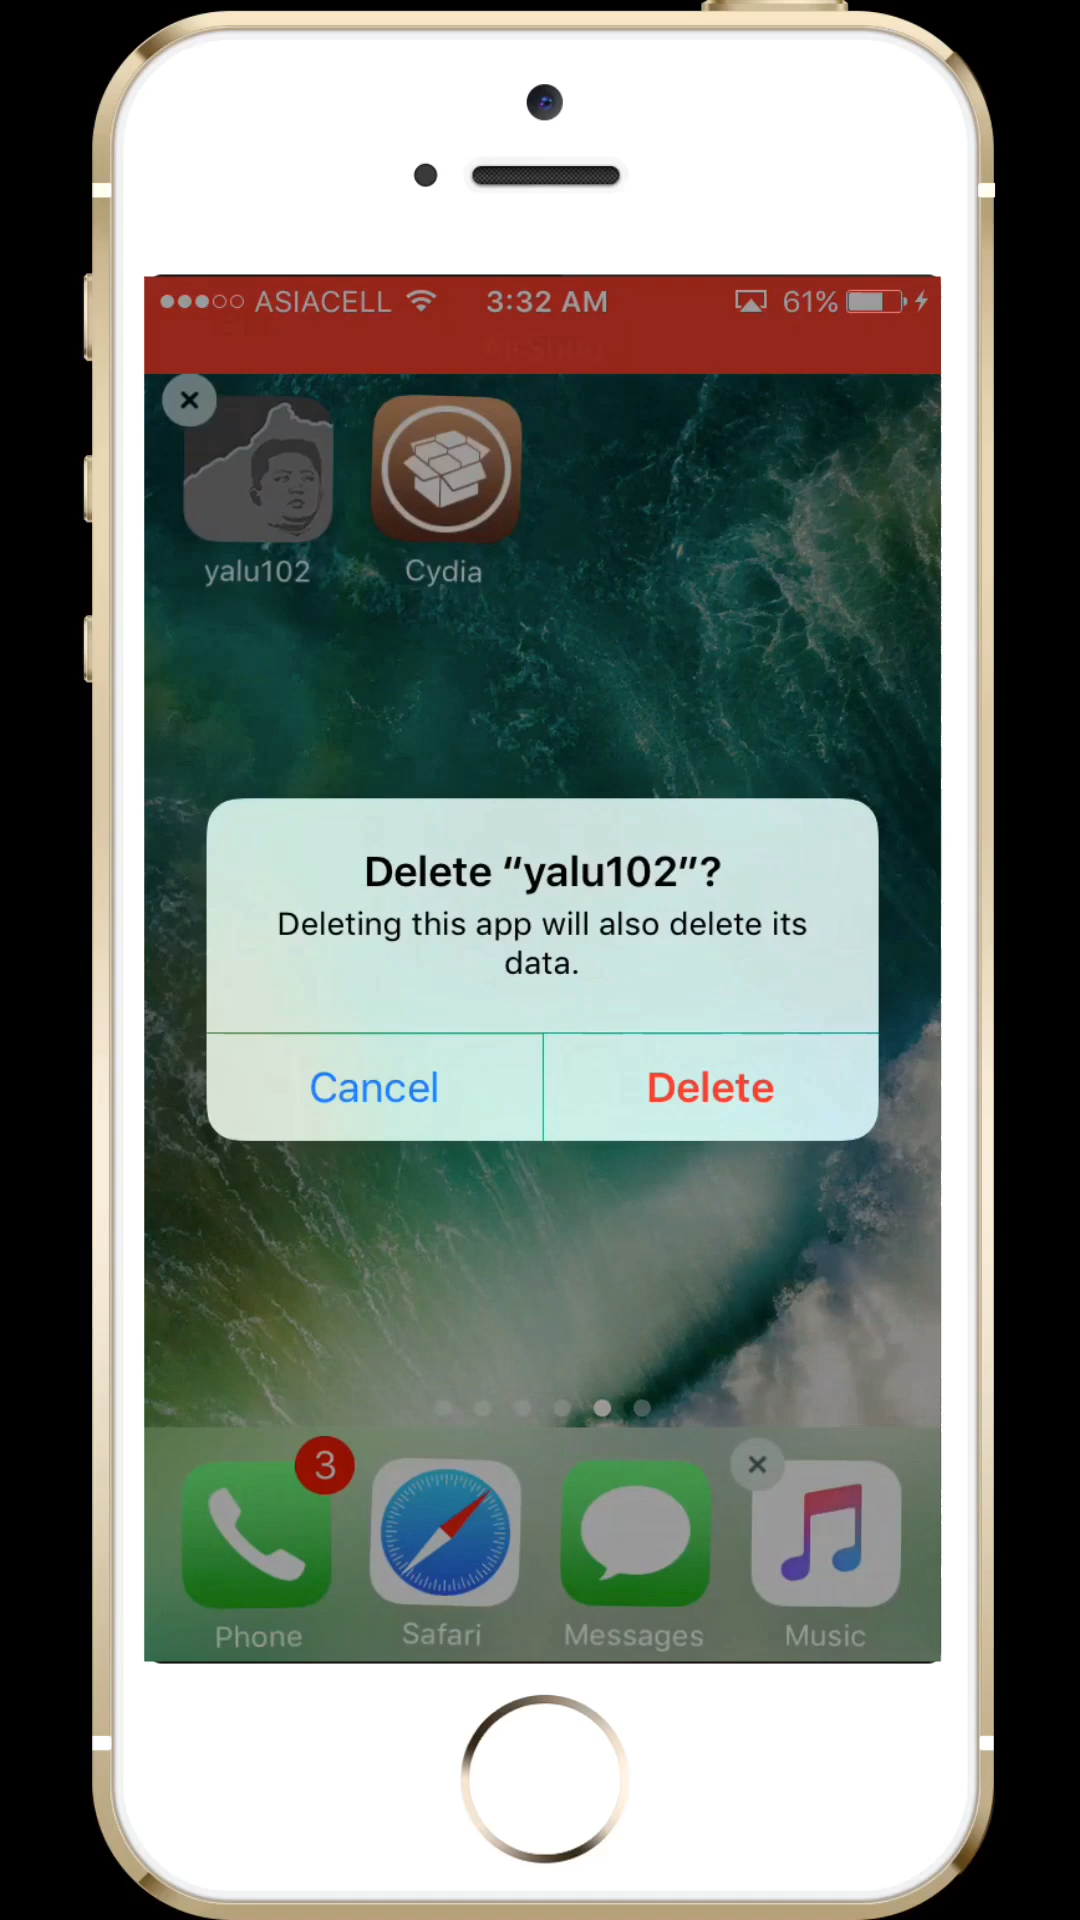 ASIACELL 3:32 AM 61%
yalu102 Cydia
Delete “yalu102”?
Deleting this app will also delete its
data.
Cancel Delete
3
Phone Safari Messages Music